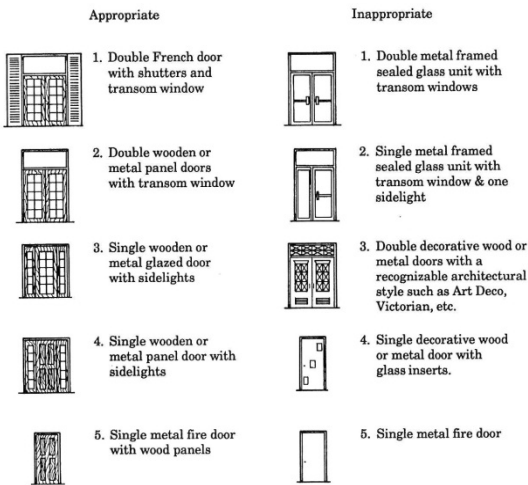 Appropriate
1. Double French door
with shutters and
transom window
2. Double wooden or
metal panel doors
with transom window
3. Single wooden or
metal glazed door
with sidelights
4. Single wooden or
metal panel door with
sidelights
5. Single metal fire door
with wood panels
Inappropriate
1. Double metal framed
sealed glass unit with
transom windows
2. Single metal framed
sealed glass unit with
transom window & one
sidelight
3. Double decorative wood or
metal doors with a
recognizable architectural
style such as Art Deco,
Victorian, etc.
4. Single decorative wood
or metal door with
glass inserts.
5. Single metal fire door